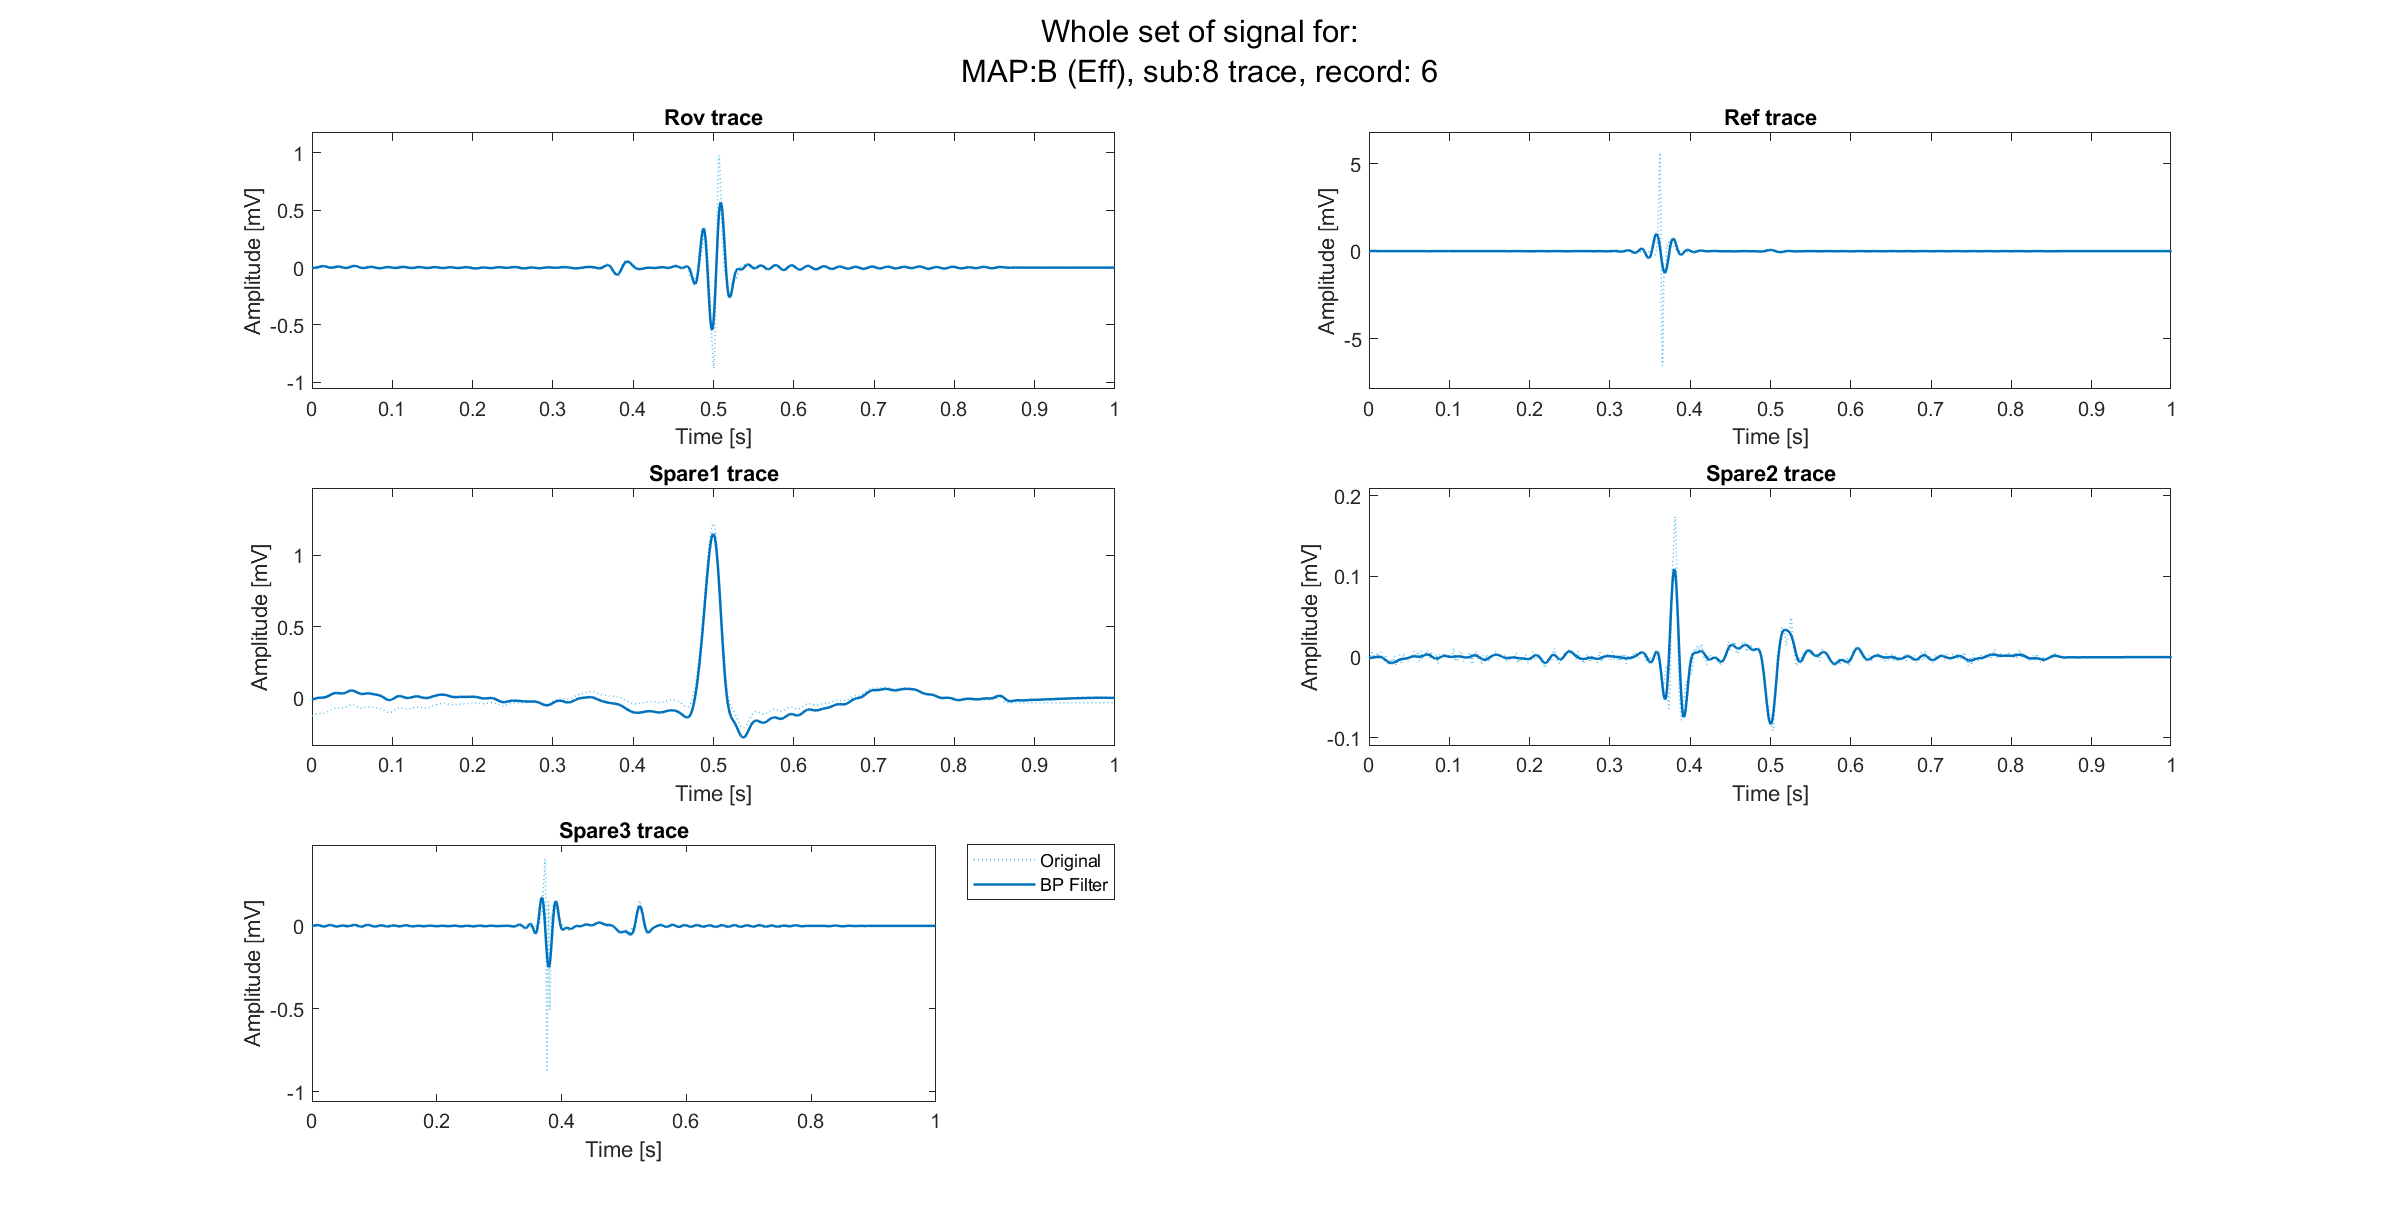 Whole set of signal for:
MAP:B (Eff), sub:8 trace, record: 6
Rov trace
Amplitude [mV]
1
0.5
0
-0.5
-1
0 0.1 0.2 0.3 0.4 0.5 0.6 0.7 0.8 0.9 1
Time [s]
Ref trace
Amplitude [mV]
5
0
-5
0 0.1 0.2 0.3 0.4 0.5 0.6 0.7 0.8 0.9 1
Time [s]
Spare1 trace
Amplitude [mV]
1
0.5
0
0 0.1 0.2 0.3 0.4 0.5 0.6 0.7 0.8 0.9 1
Time [s]
Spare2 trace
Amplitude [mV]
0.2
0.1
0
-0.1
0 0.1 0.2 0.3 0.4 0.5 0.6 0.7 0.8 0.9 1
Time [s]
Spare3 trace
Amplitude [mV]
0
-0.5
-1
0 0.2 0.4 0.6 0.8 1
Time [s]
Original
BP Filter